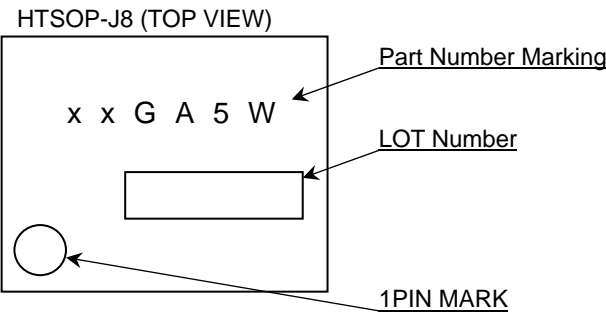 HTSOP-J8 (TOP VIEW)
Part Number Marking
x x G A 5 W
LOT Number
1PIN MARK